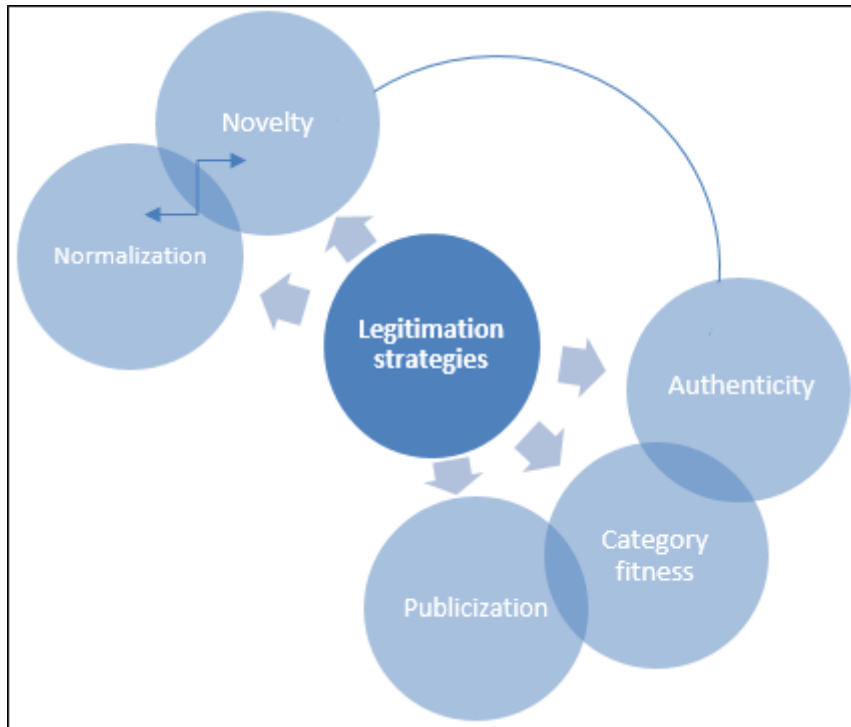 Novelty
Normalization
Legitimation
strategies
Authenticity
Category
fitness
Publicization